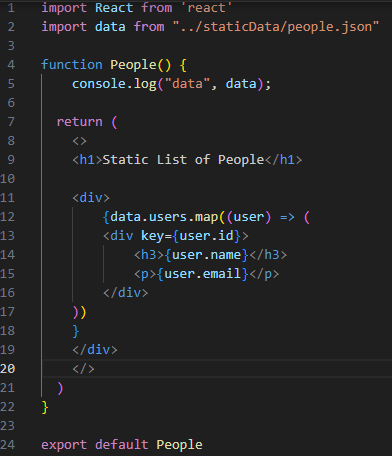 1 import React from 'react'
2 import data from "../staticData/people.json"
3
4 function People() {
5 console.log("data", data);
6
7 return (
8 <>
9 <h1>Static List of People</h1>
10
11 <div>
12 {data.users.map((user) => (
13 <div key={user.id}>
14 <h3>{user.name}</h3>
15 <p>{user.email}</p>
16 </div>
17 ))
18 }
19 </div>
20 </>
21 )
22 }
23
24 export default People